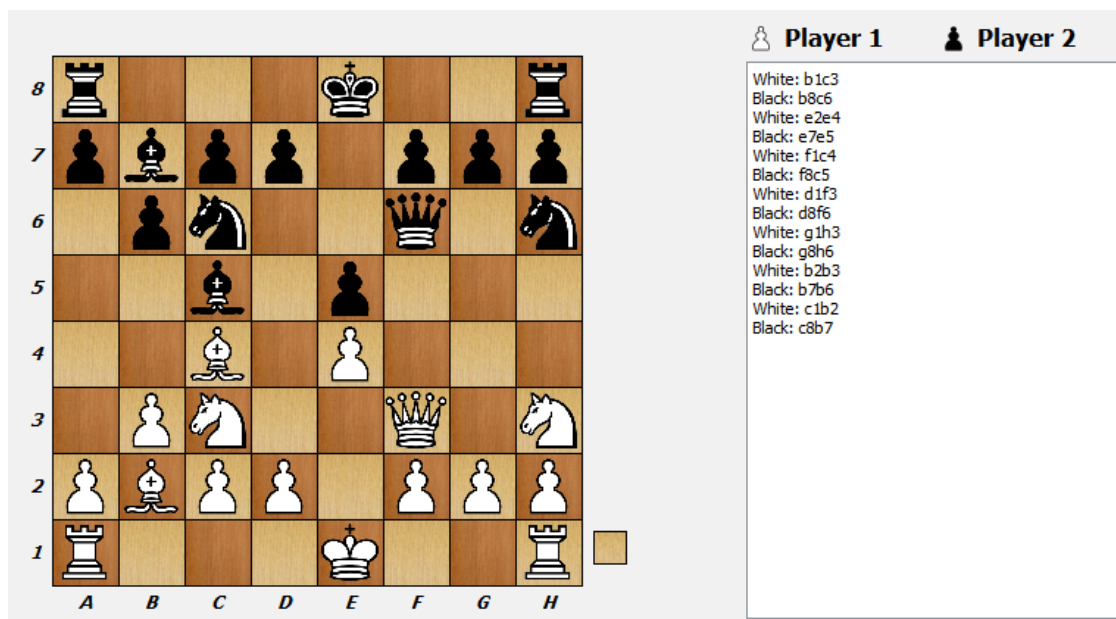 Player 1
Player 2
8
7
6
5
4
3
2
1
A B C D E F G H
White: b1c3
Black: b8c6
White: e2e4
Black: e7e5
White: f1c4
Black: f8c5
White: d1f3
Black: d8f6
White: g1h3
Black: g8h6
White: b2b3
Black: b7b6
White: c1b2
Black: c8b7